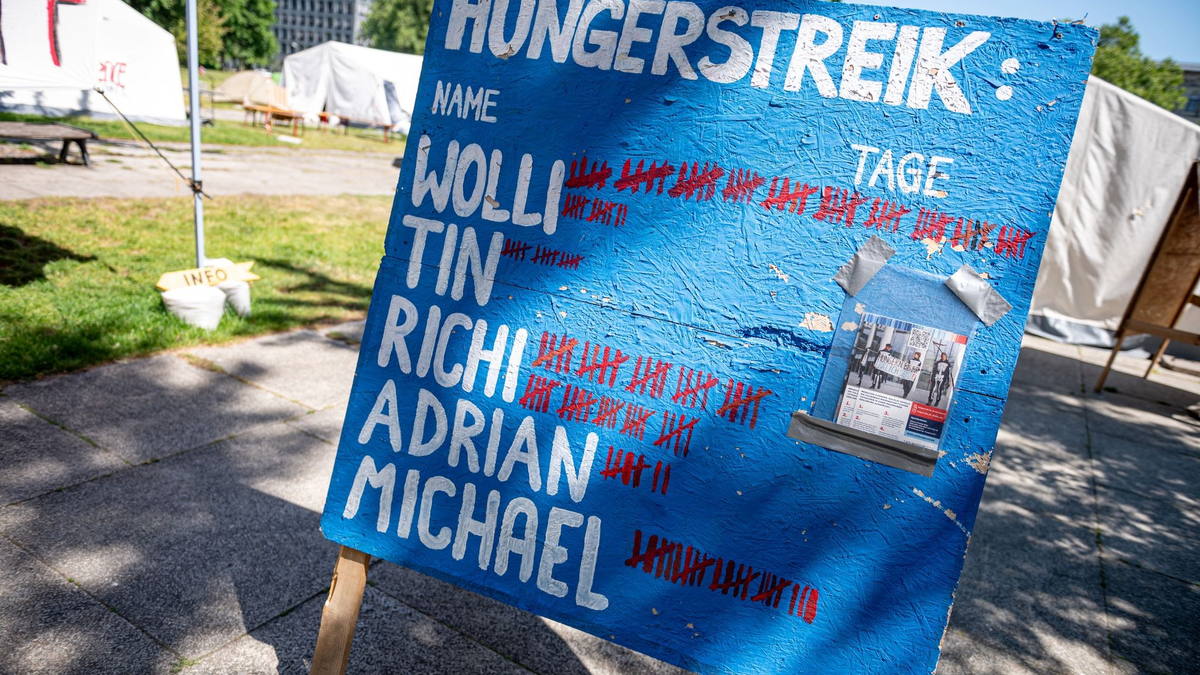 HUNGERSTREIK:
NAME
TAGE
WOLLI
TIN
RICHI
ADRIAN
MICHAEL
INFO